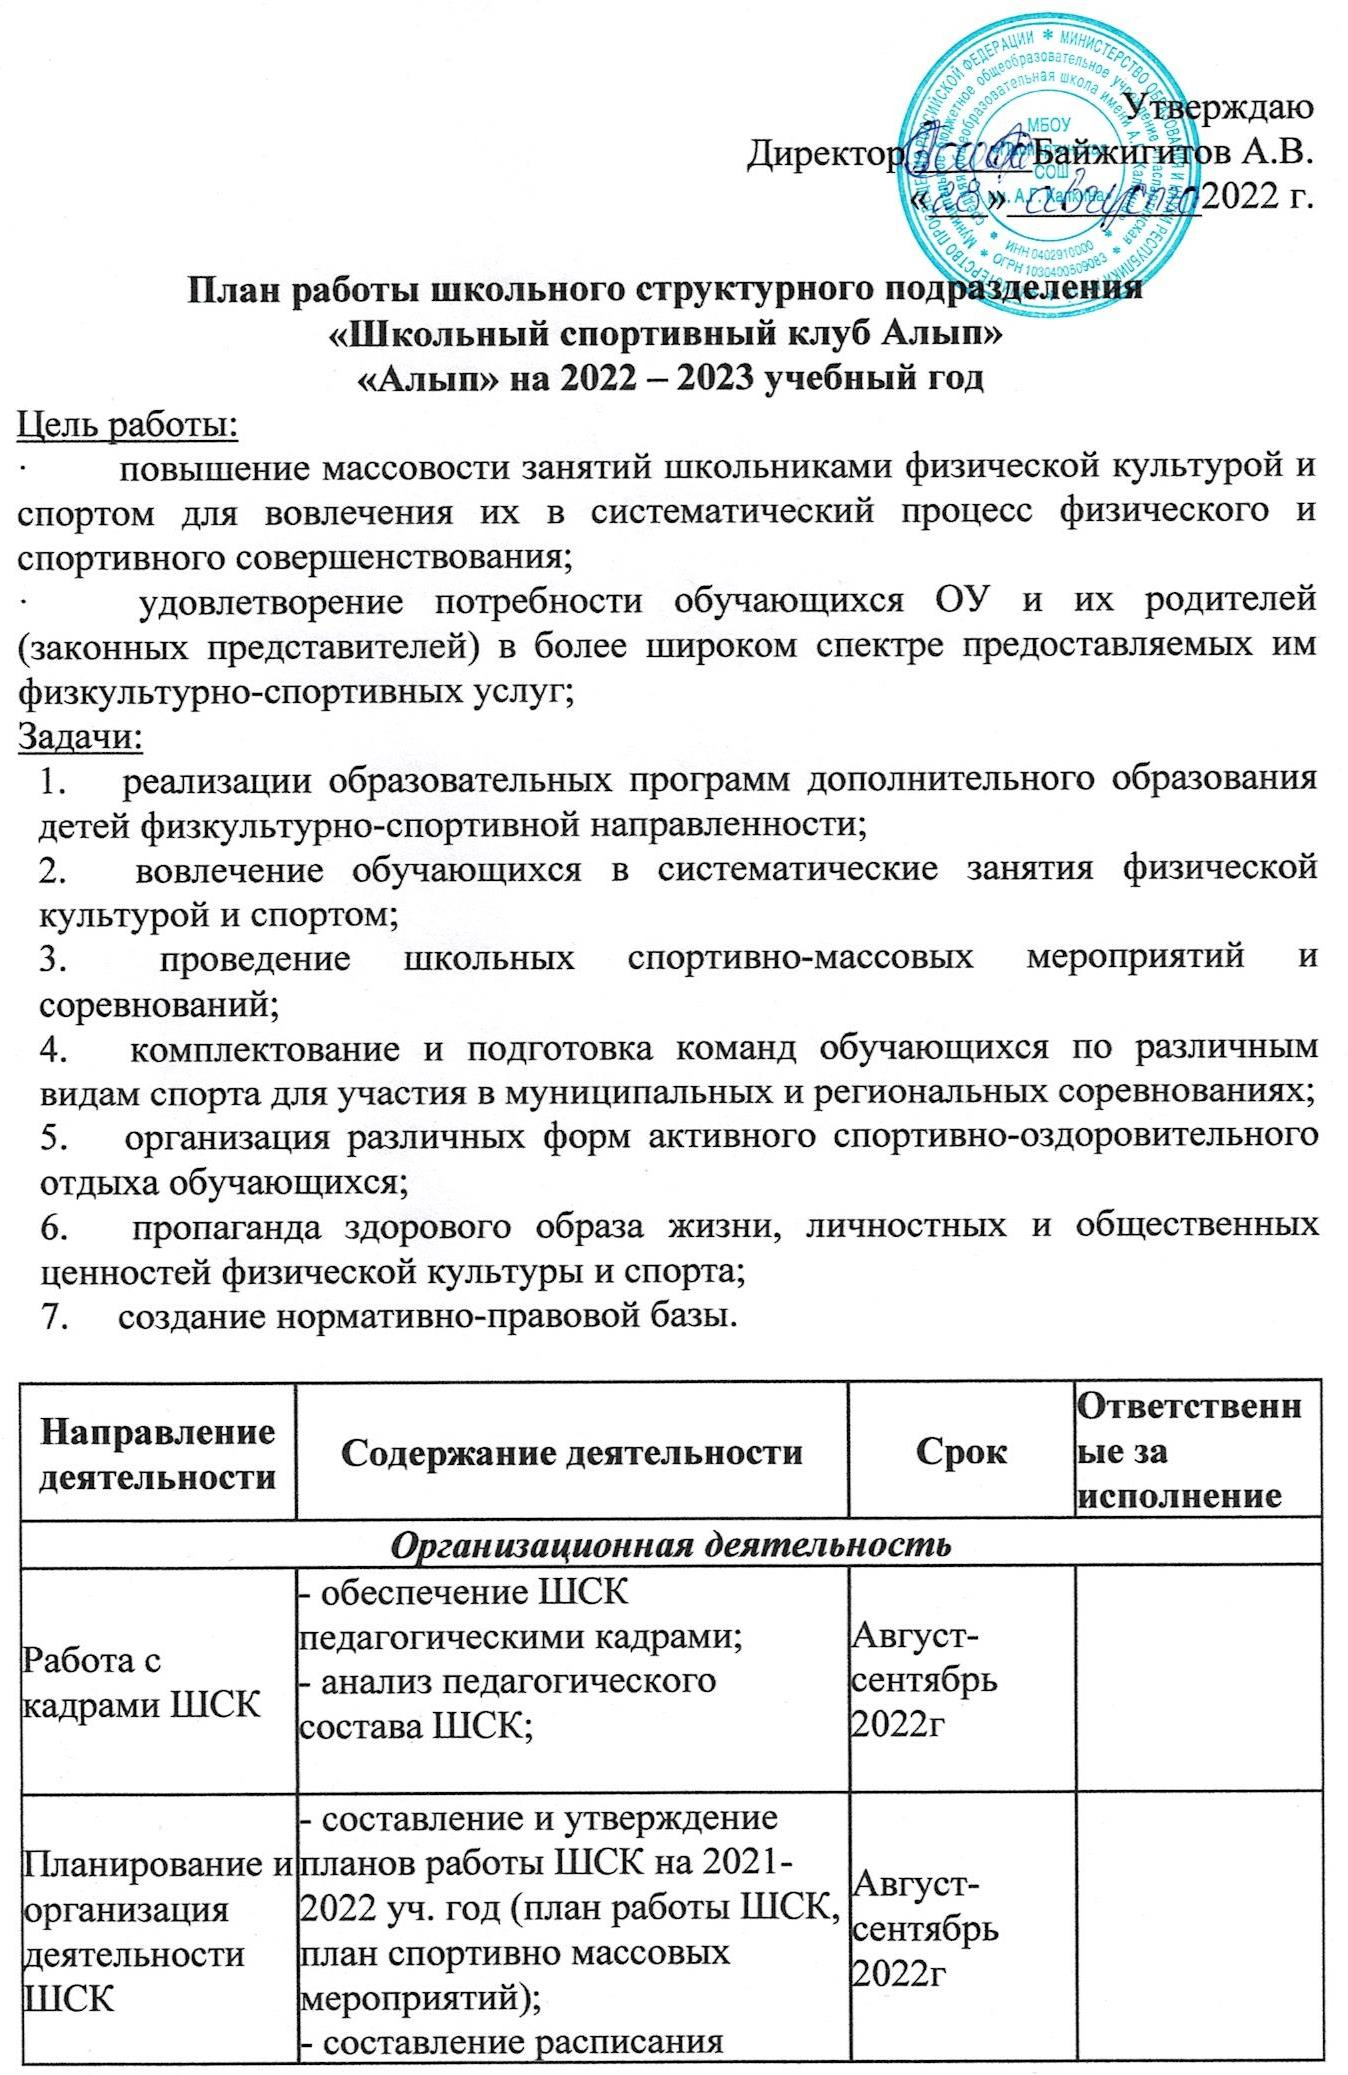 Утверждаю
Директор Байжигитов А.В.
« » августа 2022 г.
МБОУ
СОШ
ИНН 0402910000
ОГРН 1030400509083
План работы школьного структурного подразделения
«Школьный спортивный клуб Алып»
«Алып» на 2022 – 2023 учебный год
Цель работы:
· повышение массовости занятий школьниками физической культурой и
спортом для вовлечения их в систематический процесс физического и
спортивного совершенствования;
· удовлетворение потребности обучающихся ОУ и их родителей
(законных представителей) в более широком спектре предоставляемых им
физкультурно-спортивных услуг;
Задачи:
1. реализации образовательных программ дополнительного образования
детей физкультурно-спортивной направленности;
2. вовлечение обучающихся в систематические занятия физической
культурой и спортом;
3. проведение школьных спортивно-массовых мероприятий и
соревнований;
4. комплектование и подготовка команд обучающихся по различным
видам спорта для участия в муниципальных и региональных соревнованиях;
5. организация различных форм активного спортивно-оздоровительного
отдыха обучающихся;
6. пропаганда здорового образа жизни, личностных и общественных
ценностей физической культуры и спорта;
7. создание нормативно-правовой базы.
Направление
деятельности
Содержание деятельности
Срок
Ответственн
ые за
исполнение
Организационная деятельность
Работа с
кадрами ШСК
- обеспечение ШСК
педагогическими кадрами;
- анализ педагогического
состава ШСК;
Август-
сентябрь
2022г
Планирование и
организация
деятельности
ШСК
- составление и утверждение
планов работы ШСК на 2021-
2022 уч. год (план работы ШСК,
план спортивно массовых
мероприятий);
- составление расписания
Август-
сентябрь
2022г